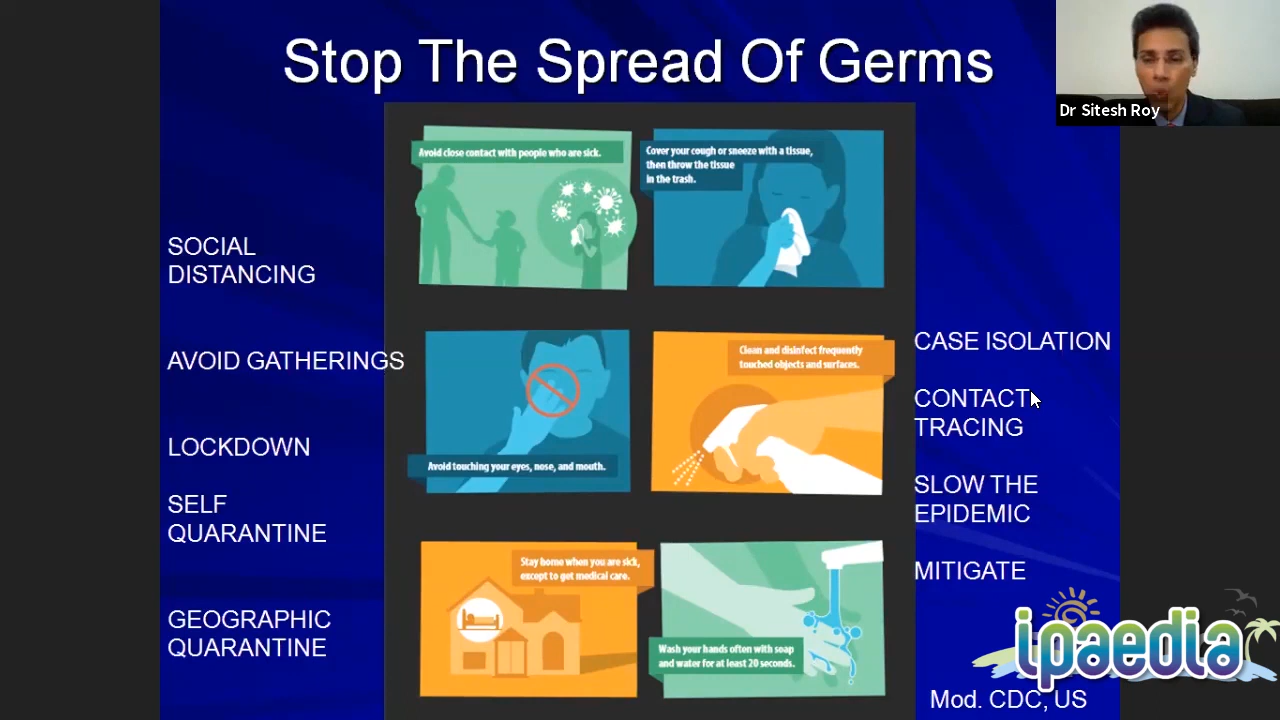 Stop The Spread Of Germs
Dr Sitesh Roy
SOCIAL
DISTANCING
AVOID GATHERINGS
LOCKDOWN
SELF
QUARANTINE
GEOGRAPHIC
QUARANTINE
Avoid close contact with people who are sick.
Cover your cough or sneeze with a tissue,
then throw the tissue
in the trash.
Avoid touching your eyes, nose, and mouth.
Clean and disinfect frequently
touched objects and surfaces.
Stay home when you are sick,
except to get medical care.
Wash your hands often with soap
and water for at least 20 seconds.
CASE ISOLATION
CONTACT
TRACING
SLOW THE
EPIDEMIC
MITIGATE
ipaedia
Mod. CDC, US